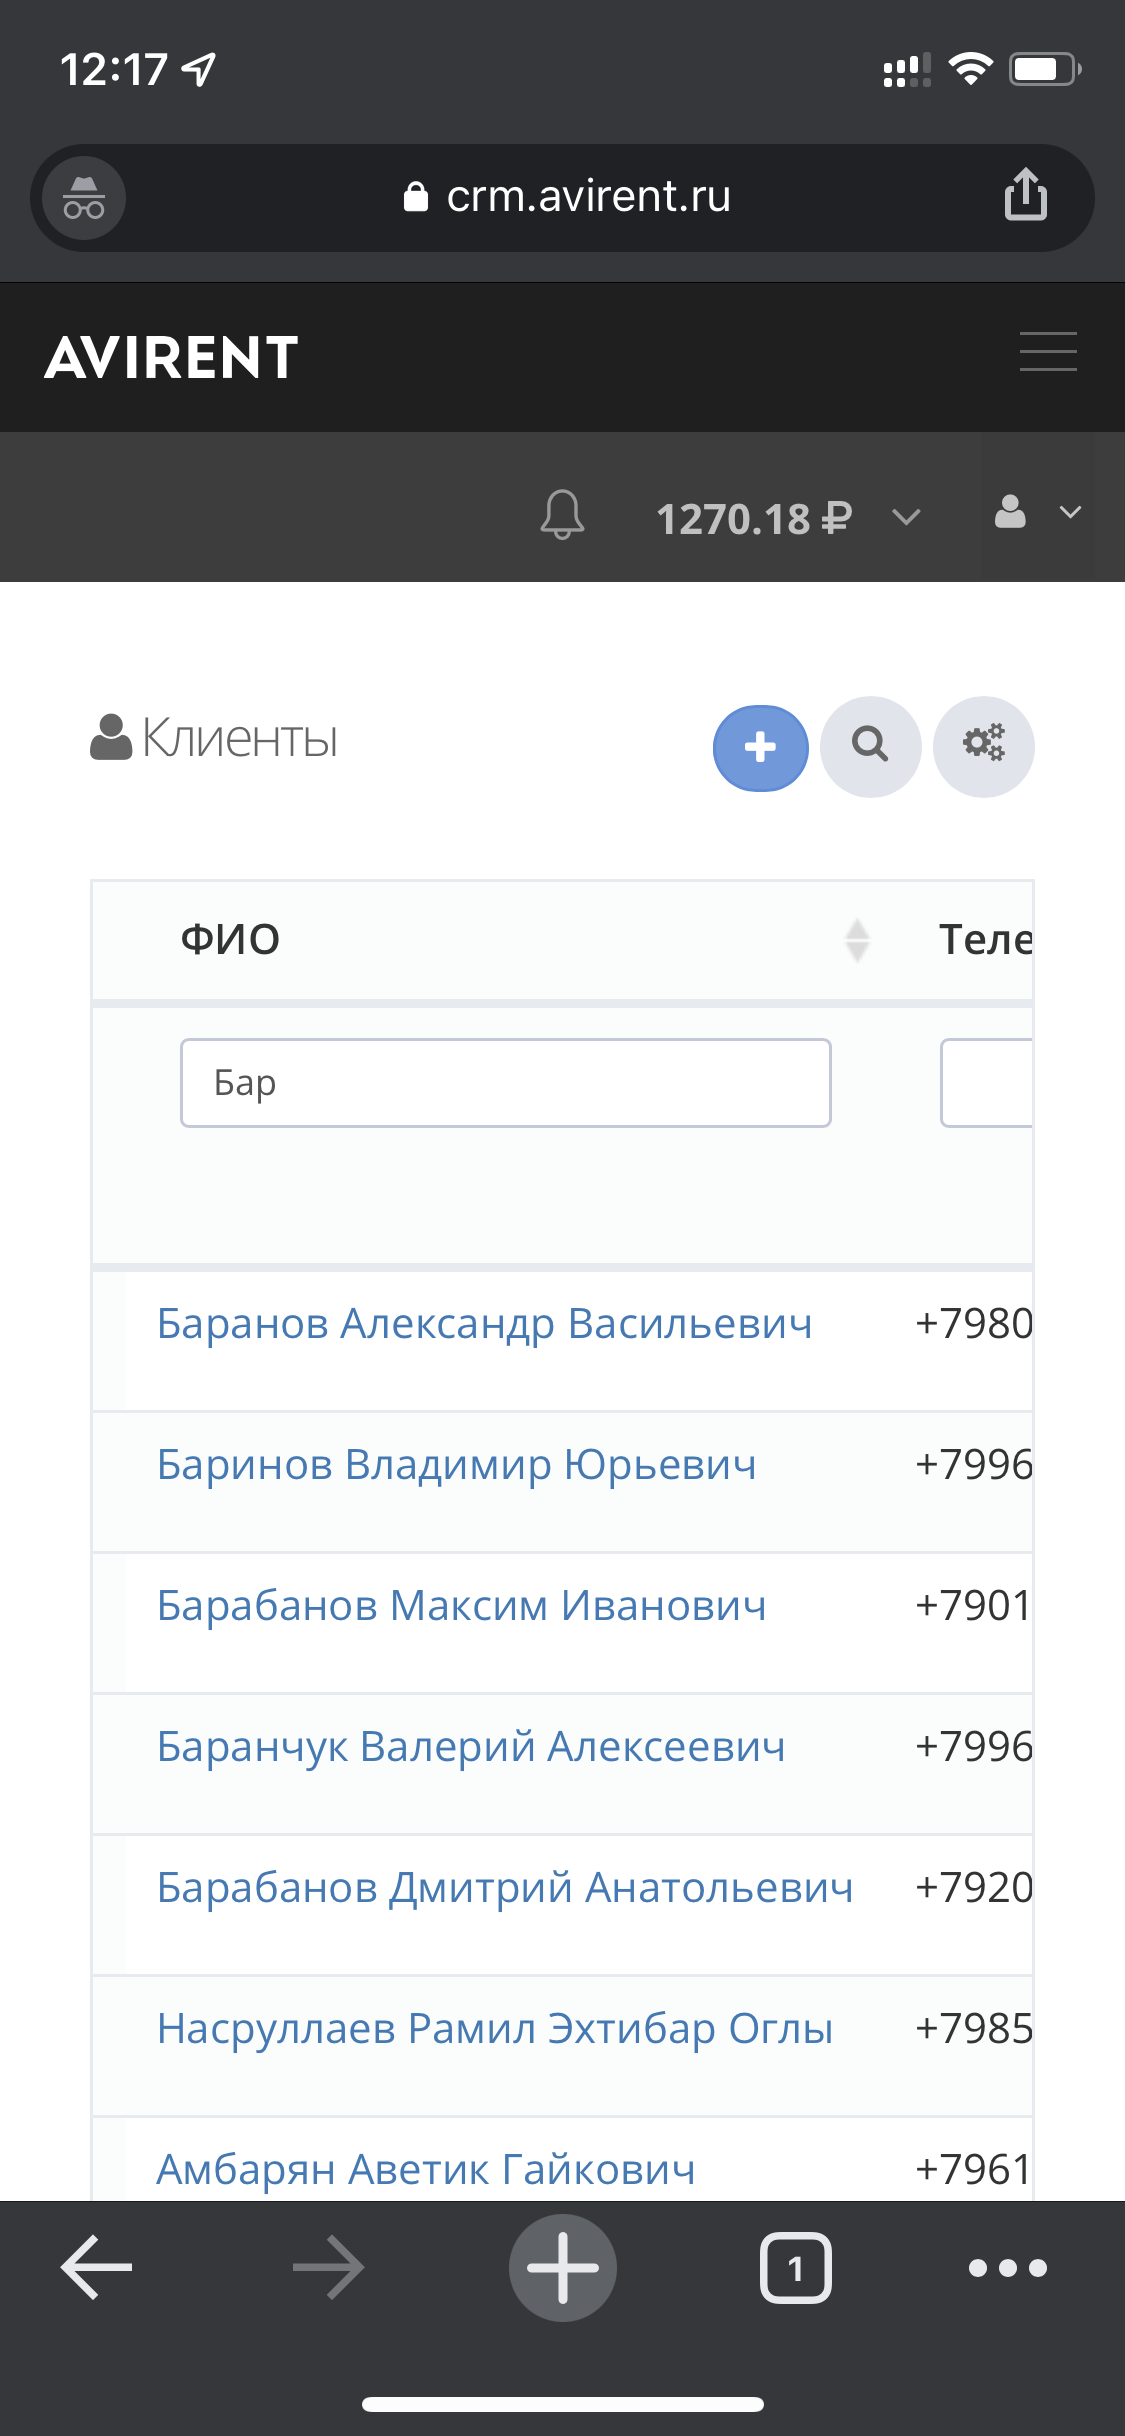 12:17
crm.avirent.ru
AVIRENT
1270.18 ₽
Клиенты
ФИО Теле
Бар
Баранов Александр Васильевич +7980
Баринов Владимир Юрьевич +7996
Барабанов Максим Иванович +7901
Баранчук Валерий Алексеевич +7996
Барабанов Дмитрий Анатольевич +7920
Насруллаев Рамил Эхтибар Оглы +7985
Амбарян Аветик Гайкович +7961
1